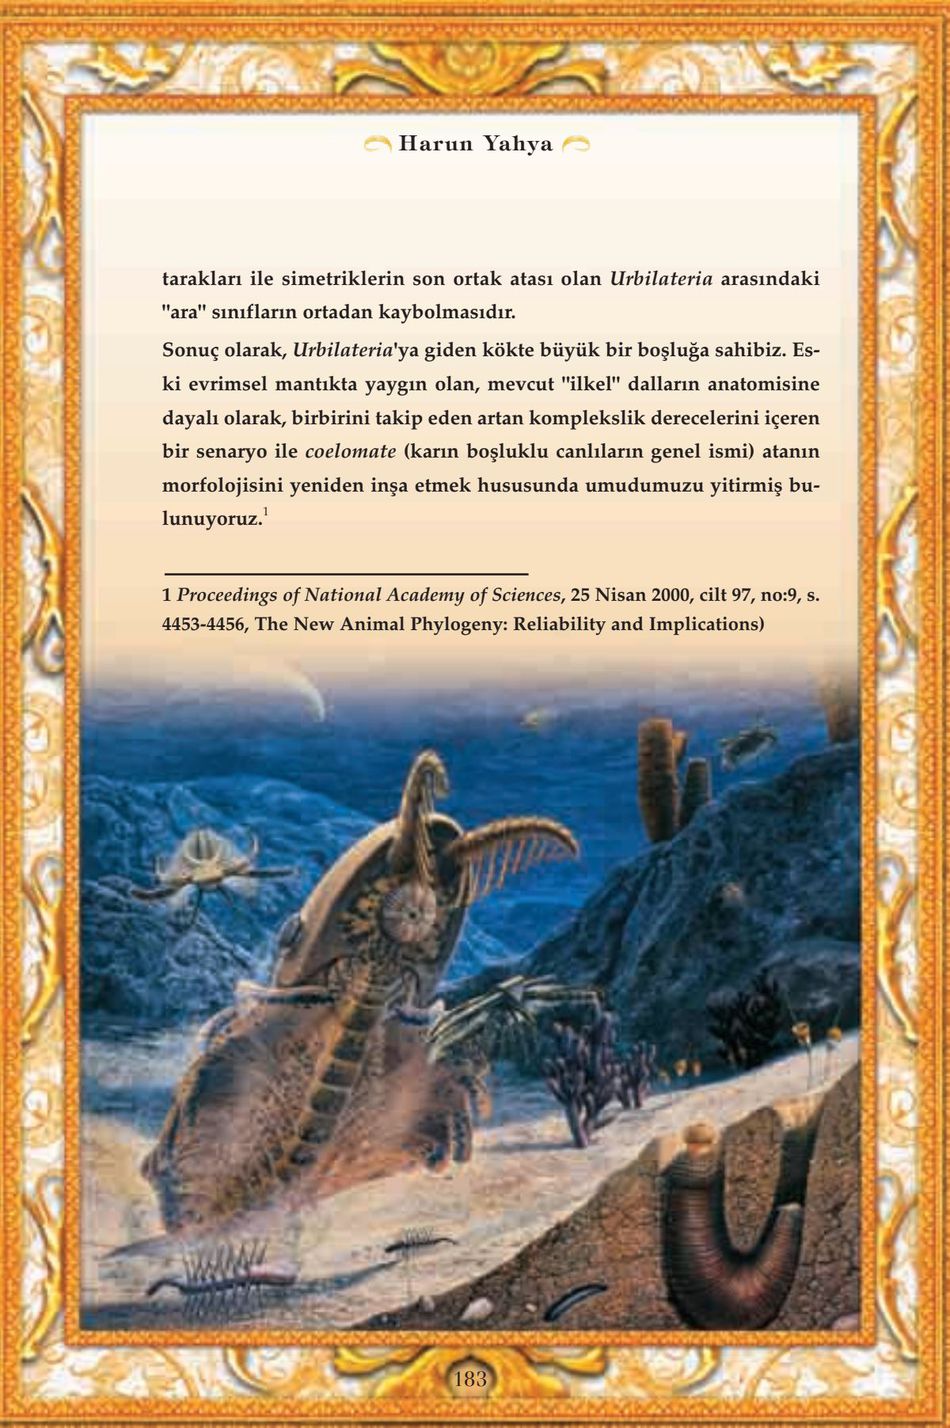 Harun Yahya
tarakları ile simetriklerin son ortak atası olan Urbilateria arasındaki
"ara" sınıfların ortadan kaybolmasıdır.
Sonuç olarak, Urbilateria'ya giden kökte büyük bir boşluğa sahibiz. Es-
ki evrimsel mantıkta yaygın olan, mevcut "ilkel" dalların anatomisine
dayalı olarak, birbirini takip eden artan komplekslik derecelerini içeren
bir senaryo ile coelomate (karın boşluklu canlıların genel ismi) atanın
morfolojisini yeniden inşa etmek hususunda umudumuzu yitirmiş bu-
lunuyoruz.1
1 Proceedings of National Academy of Sciences, 25 Nisan 2000, cilt 97, no:9, s.
4453-4456, The New Animal Phylogeny: Reliability and Implications)
183